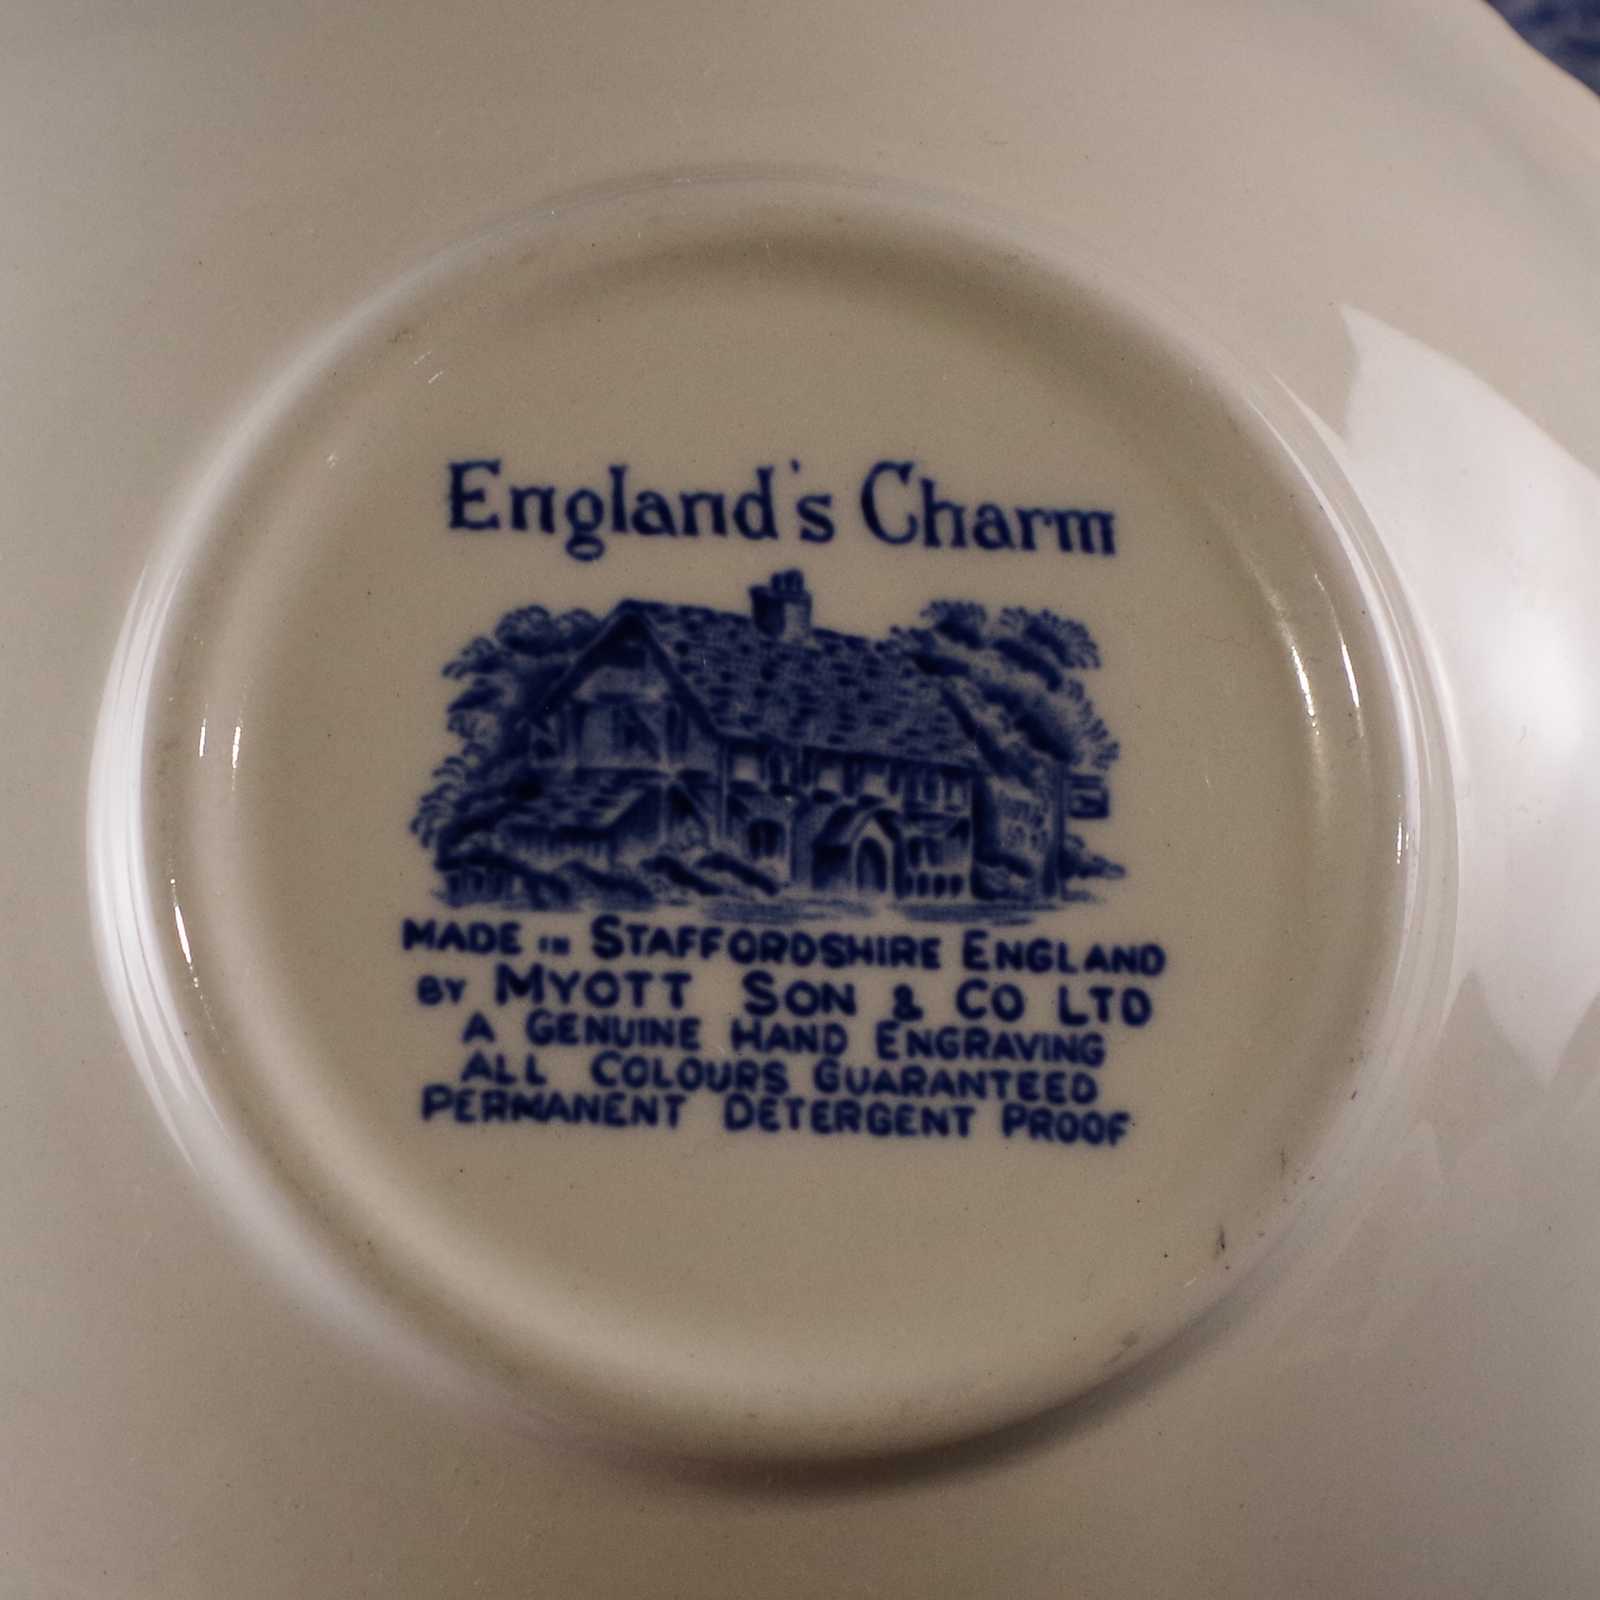 England's Charm
MADE IN STAFFORDSHIRE ENGLAND
BY MYOTT SON & CO LTD
A GENUINE HAND ENGRAVING
ALL COLOURS GUARANTEED
PERMANENT DETERGENT PROOF